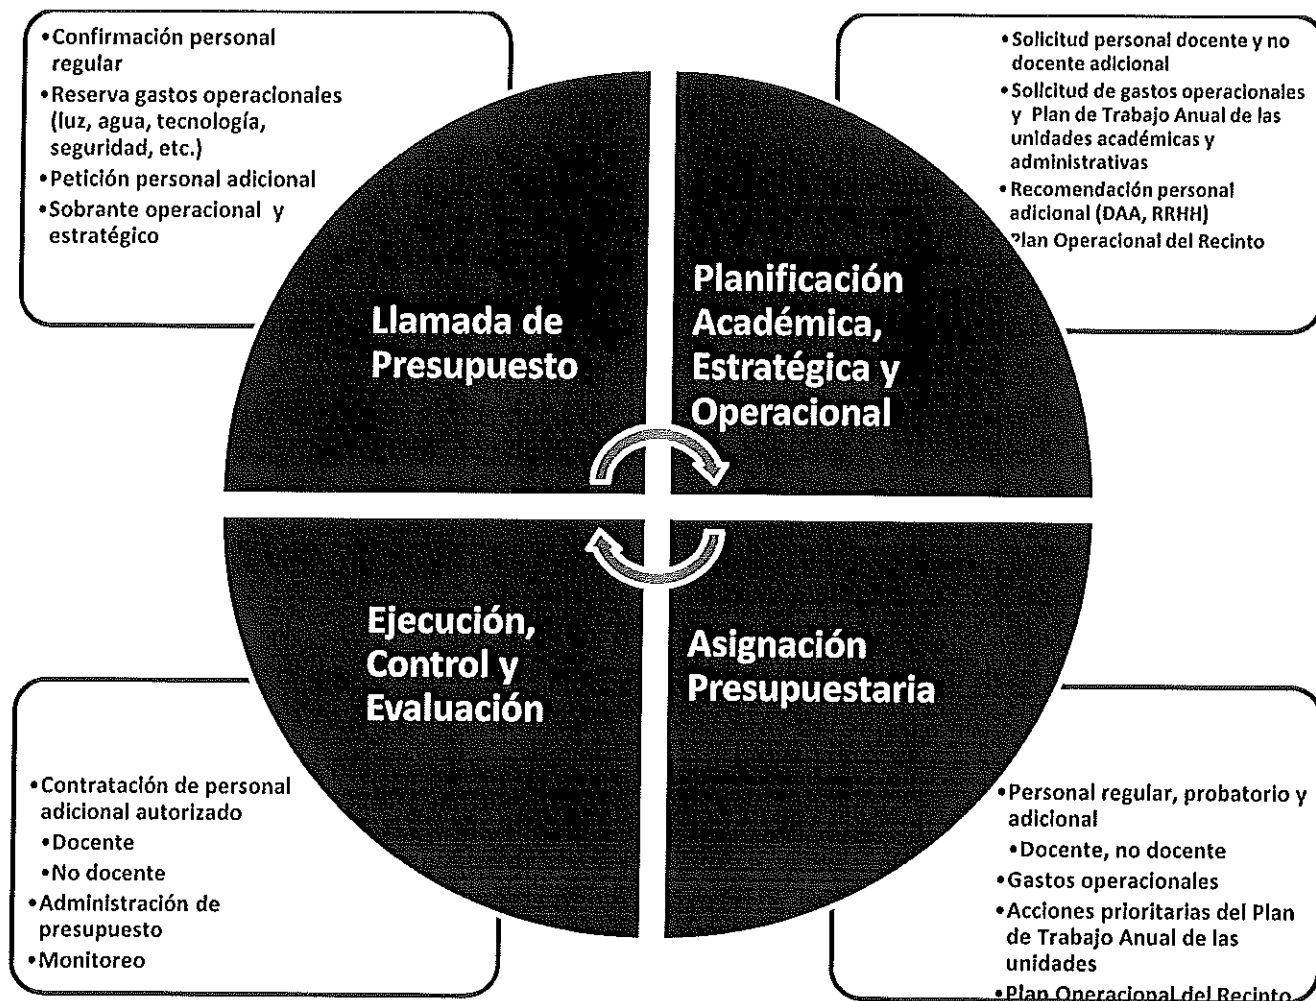 •Confirmación personal
regular
•Reserva gastos operacionales
(luz, agua, tecnología,
seguridad, etc.)
•Petición personal adicional
•Sobrante operacional y
estratégico
•Solicitud personal docente y no
docente adicional
•Solicitud de gastos operacionales
y Plan de Trabajo Anual de las
unidades académicas y
administrativas
•Recomendación personal
adicional (DAA, RRHH)
Plan Operacional del Recinto
Llamada de
Presupuesto
Planificación
Académica,
Estratégica y
Operacional
Ejecución,
Control y
Evaluación
Asignación
Presupuestaria
•Contratación de personal
adicional autorizado
•Docente
•No docente
•Administración de
presupuesto
•Monitoreo
•Personal regular, probatorio y
adicional
•Docente, no docente
•Gastos operacionales
•Acciones prioritarias del Plan
de Trabajo Anual de las
unidades
•Plan Operacional del Recinto